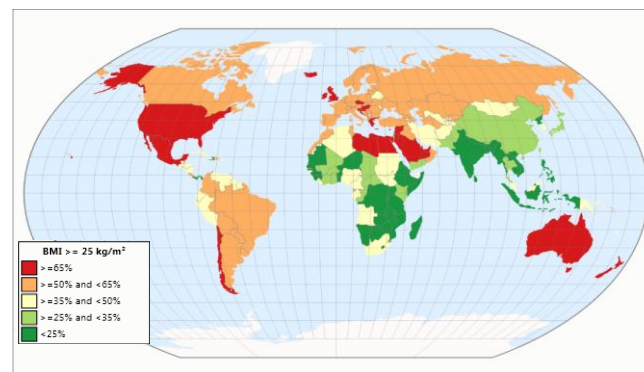 BMI >= 25 kg/m²
>=65%
>=50% and <65%
>=35% and <50%
>=25% and <35%
<25%